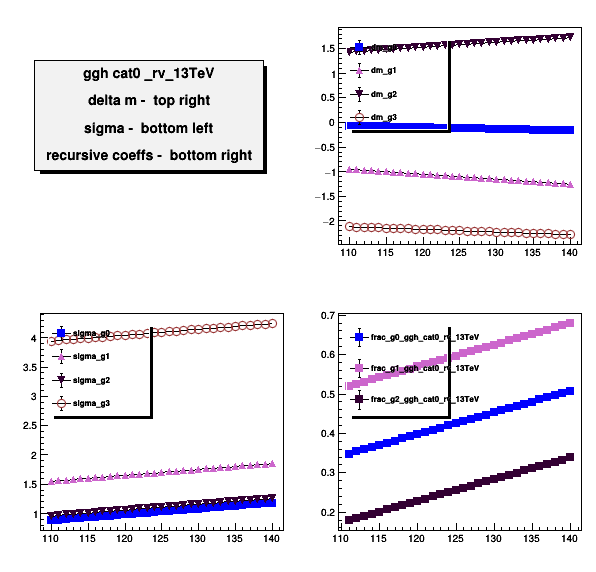 ggh cat0 _rv_13TeV
delta m - top right
sigma - bottom left
recursive coeffs - bottom right
1.5
1
0.5
0
−0.5
−1
−1.5
−2
dm_g1
dm_g2
dm_g3
110 115 120 125 130 135 140
4
3.5
3
2.5
2
1.5
1
sigma_g0
sigma_g1
sigma_g2
sigma_g3
110 115 120 125 130 135 140
0.7
0.6
0.5
0.4
0.3
0.2
frac_g0_ggh_cat0_rv_13TeV
frac_g1_ggh_cat0_rv_13TeV
frac_g2_ggh_cat0_rv_13TeV
110 115 120 125 130 135 140